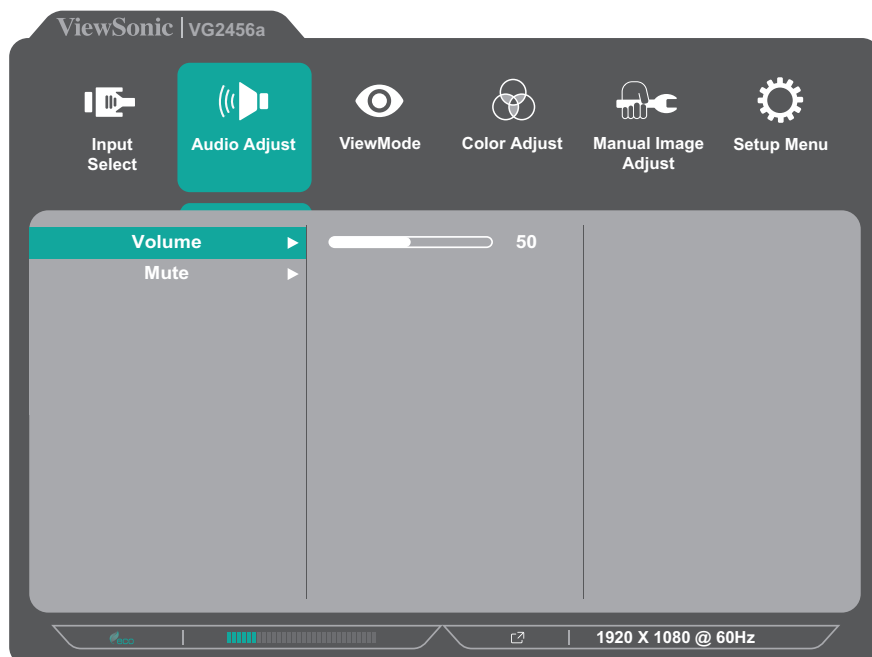 ViewSonic | VG2456a
Input Select
Audio Adjust
ViewMode
Color Adjust
Manual Image Adjust
Setup Menu
Volume 50
Mute
eco
1920 X 1080 @ 60Hz